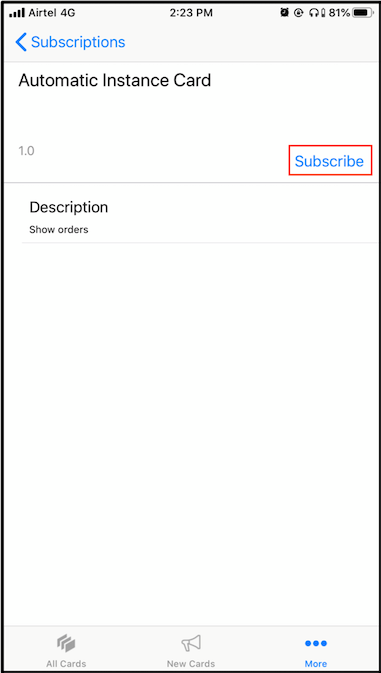 Airtel 4G 2:23 PM 81%
Subscriptions
Automatic Instance Card
1.0
Subscribe
Description
Show orders
All Cards New Cards More